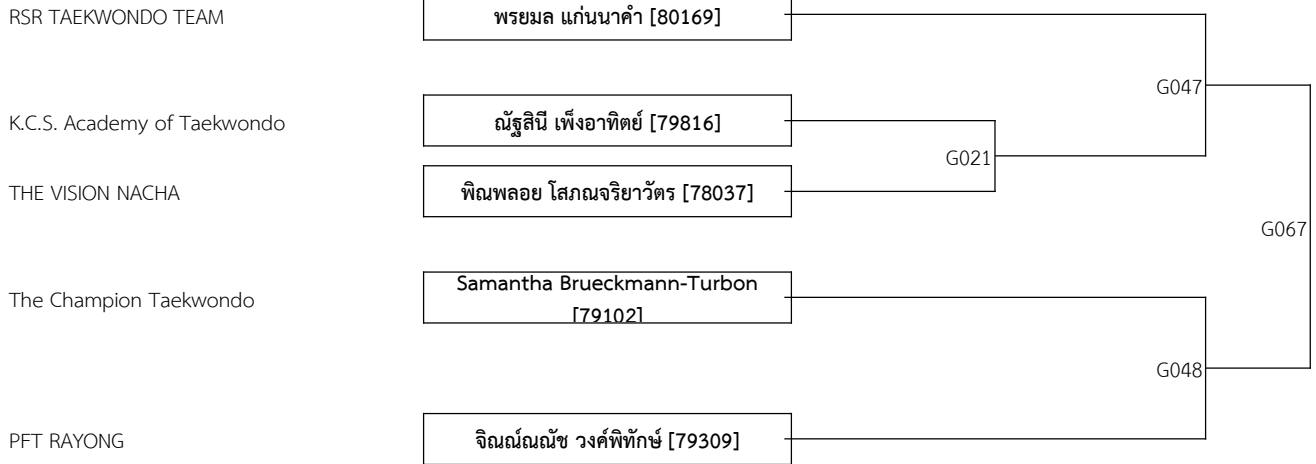 RSR TAEKWONDO TEAM
พรยมล แก่นนาคำ [80169]
G047
K.C.S. Academy of Taekwondo
ณัฐสินี เพ็งอาทิตย์ [79816]
G021
THE VISION NACHA
พิณพลอย โสภณจริยาวัตร [78037]
G067
The Champion Taekwondo
Samantha Brueckmann-Turbon
[79102]
G048
PFT RAYONG
จิณณ์ณณัช วงค์พิทักษ์ [79309]